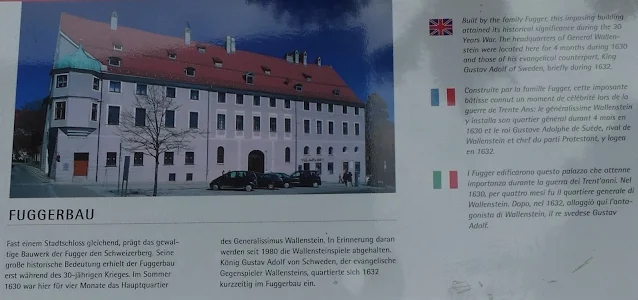 FUGGERBAU
Fast einem Stadtschloss gleichend, prägt das gewal-
tige Bauwerk der Fugger den Schweizerberg. Seine
große historische Bedeutung erhielt der Fuggerbau
erst während des 30-jährigen Krieges. Im Sommer
1630 war hier für vier Monate das Hauptquartier
des Generalissimus Wallenstein. In Erinnerung daran
werden seit 1980 die Wallensteinspiele abgehalten.
König Gustav Adolf von Schweden, der evangelische
Gegenspieler Wallensteins, quartierte sich 1632
kurzzeitig im Fuggerbau ein.
Built by the family Fugger, this imposing building
attained its historical significance during the 30
Years War. The headquarters of General Wallen-
stein were located here for 4 months during 1630
and those of his evangelical counterpart, King
Gustav Adolf of Sweden, briefly during 1632.
Construite par la famille Fugger, cette imposante
bâtisse connut un moment de célébrité lors de la
guerre de Trente Ans: le généralissime Wallenstein
y installa son quartier général durant 4 mois en
1630 et le roi Gustave Adolphe de Suède, rival de
Wallenstein et chef du parti Protestant, y logea
en 1632.
I Fugger edificarono questo palazzo che ottenne
importanza durante la guerra dei Trent'anni. Nel
1630, per quattro mesi fu il quartiere generale di
Wallenstein. Dopo, nel 1632, alloggiò qui l'anta-
gonista di Wallenstein, il re svedese Gustav
Adolf.